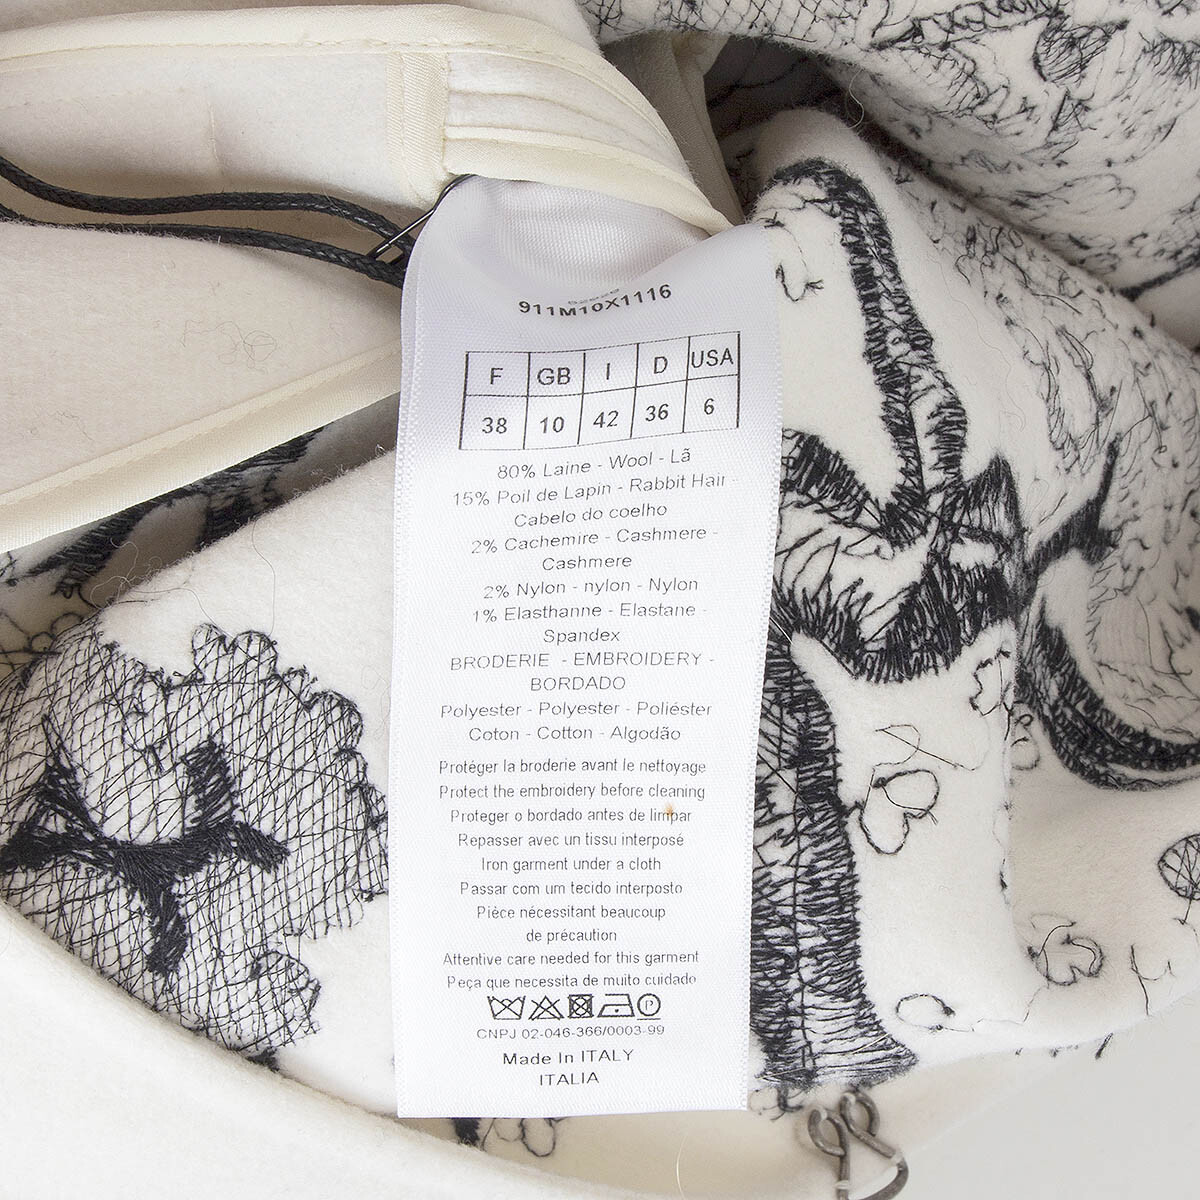 911M10X1116
F GB I D USA
38 10 42 36 6
80% Laine - Wool - Lã
15% Poil de Lapin - Rabbit Hair -
Cabelo do coelho
2% Cachemire - Cashmere -
Cashmere
2% Nylon - nylon - Nylon
1% Elasthanne - Elastane -
Spandex
BRODERIE - EMBROIDERY -
BORDADO
Polyester - Polyester - Poliéster
Coton - Cotton - Algodão
Protéger la broderie avant le nettoyage
Protect the embroidery before cleaning
Proteger o bordado antes de limpar
Repasser avec un tissu interposé
Iron garment under a cloth
Passar com um tecido interposto
Pièce nécessitant beaucoup
de précaution
Attentive care needed for this garment
Peça que necessita de muito cuidado
P
CNPJ 02-046-366/0003-99
Made In ITALY
ITALIA